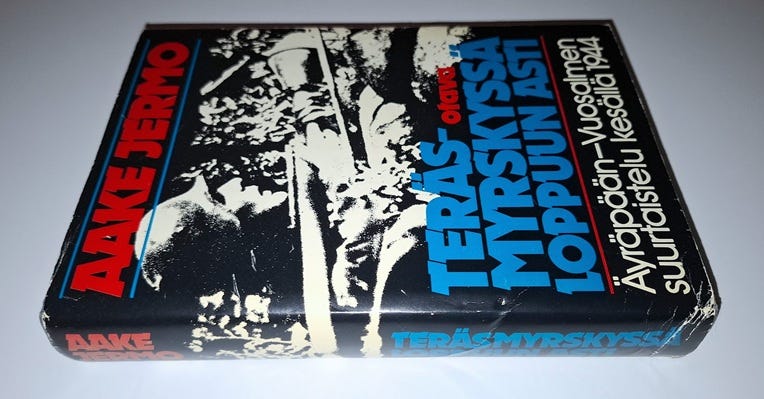 AAKE JERMO
otava
TERÄS-
MYRSKYSSÄ
LOPPUUN ASTI
Äyräpään–Vuosalmen
suurtaistelu kesällä 1944
AAKE
JERMO
TERÄSMYRSKYSSÄ
LOPPUUN ASTI